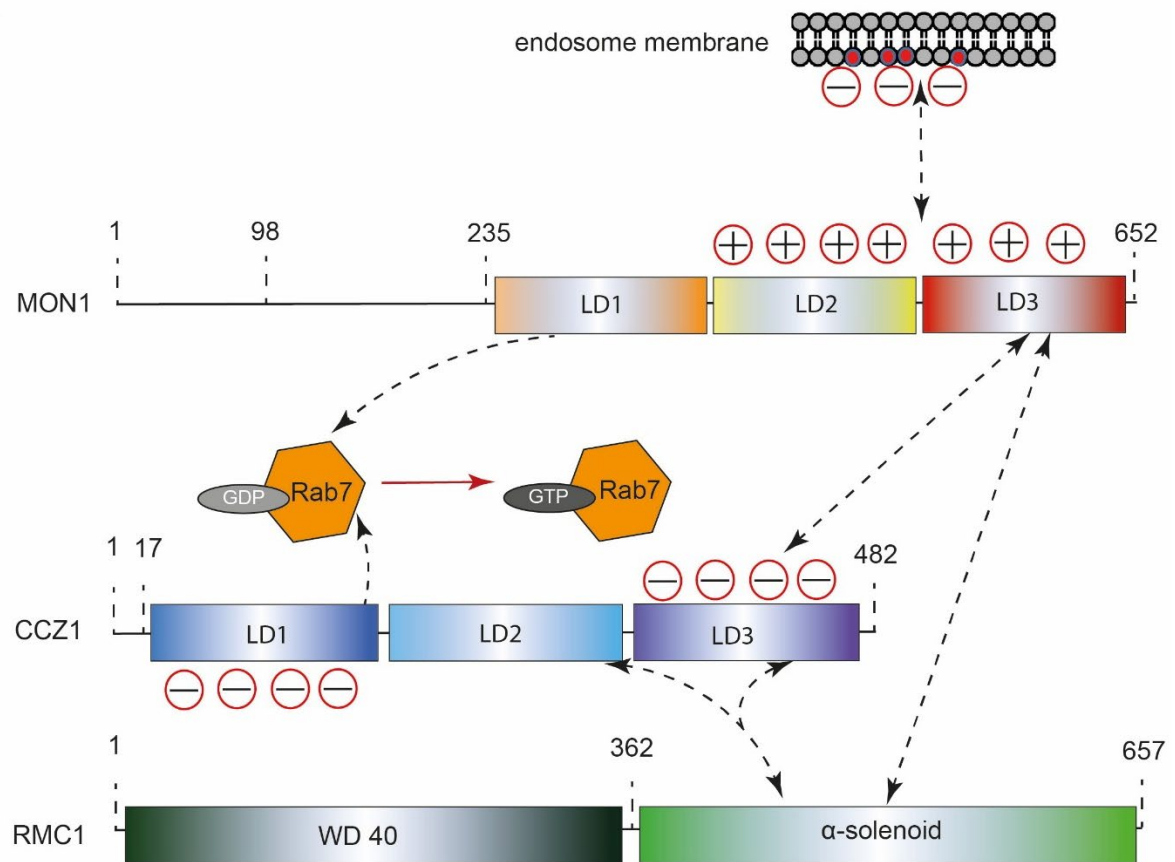 endosome membrane
1
98
235
652
MON1
LD1
LD2
LD3
GDP
Rab7
GTP
Rab7
1
17
482
CCZ1
LD1
LD2
LD3
1
362
657
RMC1
WD 40
α-solenoid